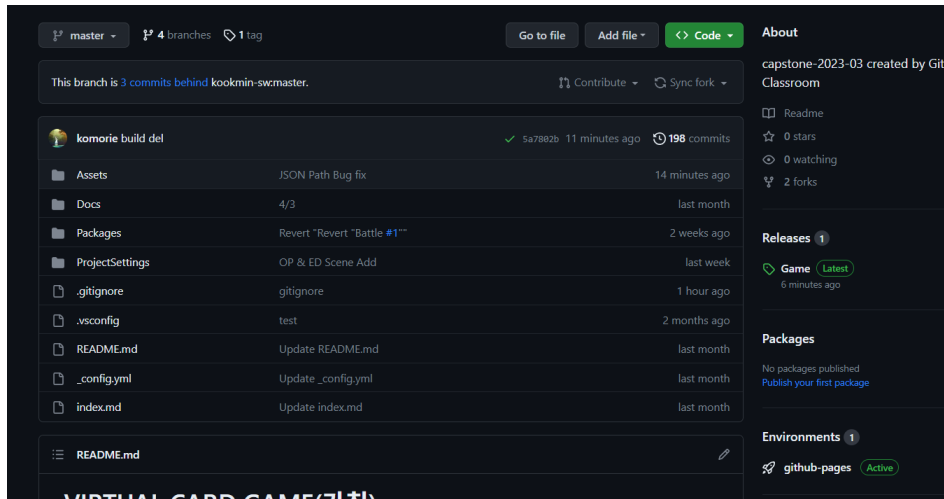 master
4 branches
1 tag
Go to file
Add file
<> Code
This branch is 3 commits behind kookmin-sw:master.
Contribute
Sync fork
komorie build del
5a7802b 11 minutes ago
198 commits
Assets JSON Path Bug fix 14 minutes ago
Docs 4/3 last month
Packages Revert "Revert "Battle #1"" 2 weeks ago
ProjectSettings OP & ED Scene Add last week
.gitignore gitignore 1 hour ago
.vsconfig test 2 months ago
README.md Update README.md last month
_config.yml Update _config.yml last month
index.md Update index.md last month
README.md
VIRTUAL CARD GAME
About
capstone-2023-03 created by Git
Classroom
Readme
0 stars
0 watching
2 forks
Releases 1
Game Latest
6 minutes ago
Packages
No packages published
Publish your first package
Environments 1
github-pages Active